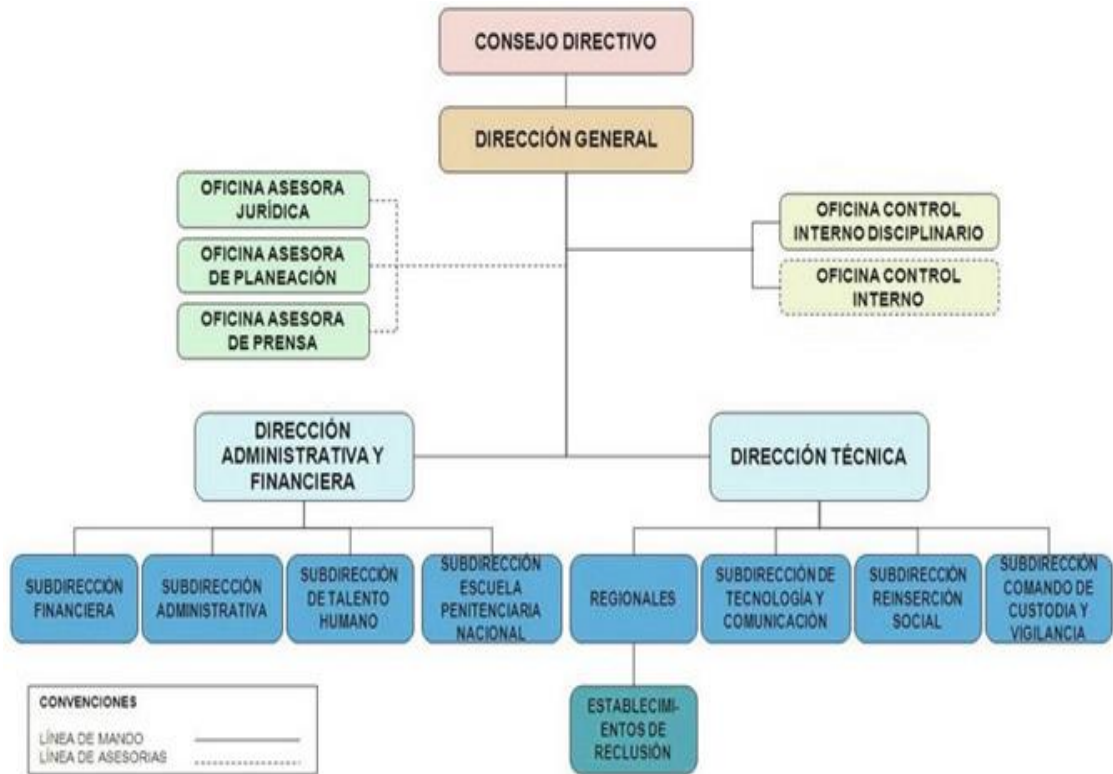 CONSEJO DIRECTIVO
DIRECCIÓN GENERAL
OFICINA ASESORA
JURÍDICA
OFICINA ASESORA
DE PLANEACIÓN
OFICINA ASESORA
DE PRENSA
OFICINA CONTROL
INTERNO DISCIPLINARIO
OFICINA CONTROL
INTERNO
DIRECCIÓN
ADMINISTRATIVA Y
FINANCIERA
DIRECCIÓN TÉCNICA
SUBDIRECCIÓN
FINANCIERA
SUBDIRECCIÓN
ADMINISTRATIVA
SUBDIRECCIÓN
DE TALENTO
HUMANO
SUBDIRECCIÓN
ESCUELA
PENITENCIARIA
NACIONAL
REGIONALES
SUBDIRECCIÓN DE
TECNOLOGÍA Y
COMUNICACIÓN
SUBDIRECCIÓN
REINSERCIÓN
SOCIAL
SUBDIRECCIÓN
COMANDO DE
CUSTODIA Y
VIGILANCIA
ESTABLECIMI-
ENTOS DE
RECLUSIÓN
CONVENCIONES
LÍNEA DE MANDO
LÍNEA DE ASESORIAS